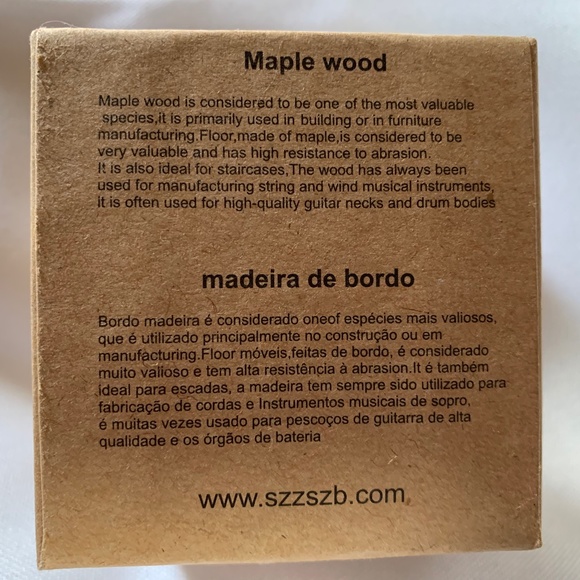 Maple wood
Maple wood is considered to be one of the most valuable
species,it is primarily used in building or in furniture
manufacturing.Floor,made of maple,is considered to be
very valuable and has high resistance to abrasion.
It is also ideal for staircases,The wood has always been
used for manufacturing string and wind musical instruments,
it is often used for high-quality guitar necks and drum bodies
madeira de bordo
Bordo madeira é considerado oneof espécies mais valiosos,
que é utilizado principalmente no construção ou em
manufacturing.Floor móveis,feitas de bordo, é considerado
muito valioso e tem alta resistência à abrasion.It é também
ideal para escadas, a madeira tem sempre sido utilizado para
fabricação de cordas e Instrumentos musicais de sopro,
é muitas vezes usado para pescoços de guitarra de alta
qualidade e os órgãos de bateria
www.szzszb.com